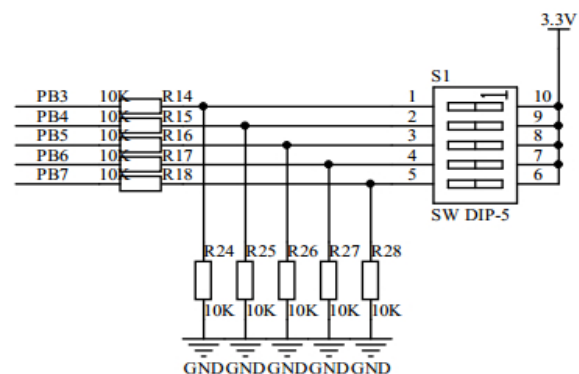 3.3V
S1
PB3 10K R14 1 10
PB4 10K R15 2 9
PB5 10K R16 3 8
PB6 10K R17 4 7
PB7 10K R18 5 6
SW DIP-5
R24 R25 R26 R27 R28
10K 10K 10K 10K 10K
GND GND GND GND GND